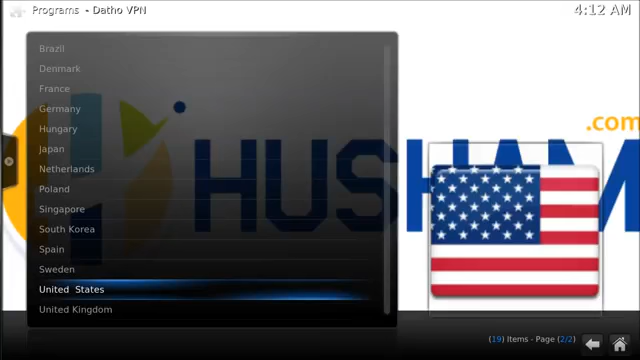 Programs - Datho VPN
4:12 AM
Brazil
Denmark
France
Germany
Hungary
Japan
Netherlands
Poland
Singapore
South Korea
Spain
Sweden
United States
United Kingdom
.com
HUSHAM
(19) Items - Page (2/2)